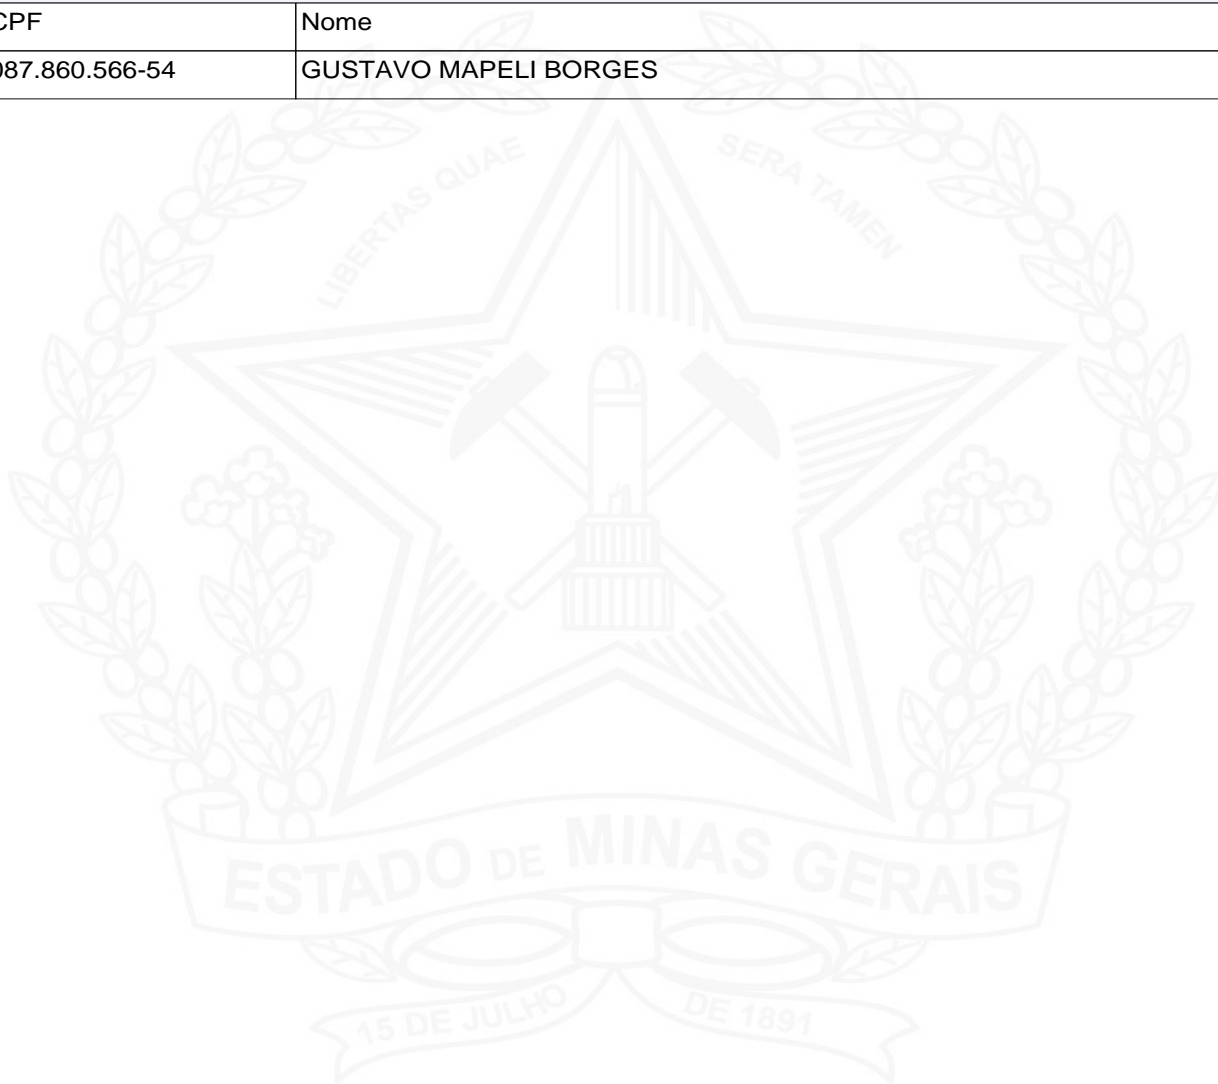 CPF Nome
087.860.566-54 GUSTAVO MAPELI BORGES
LIBERTAS QUAE SERA TAMEN
ESTADO DE MINAS GERAIS
15 DE JULHO DE 1891